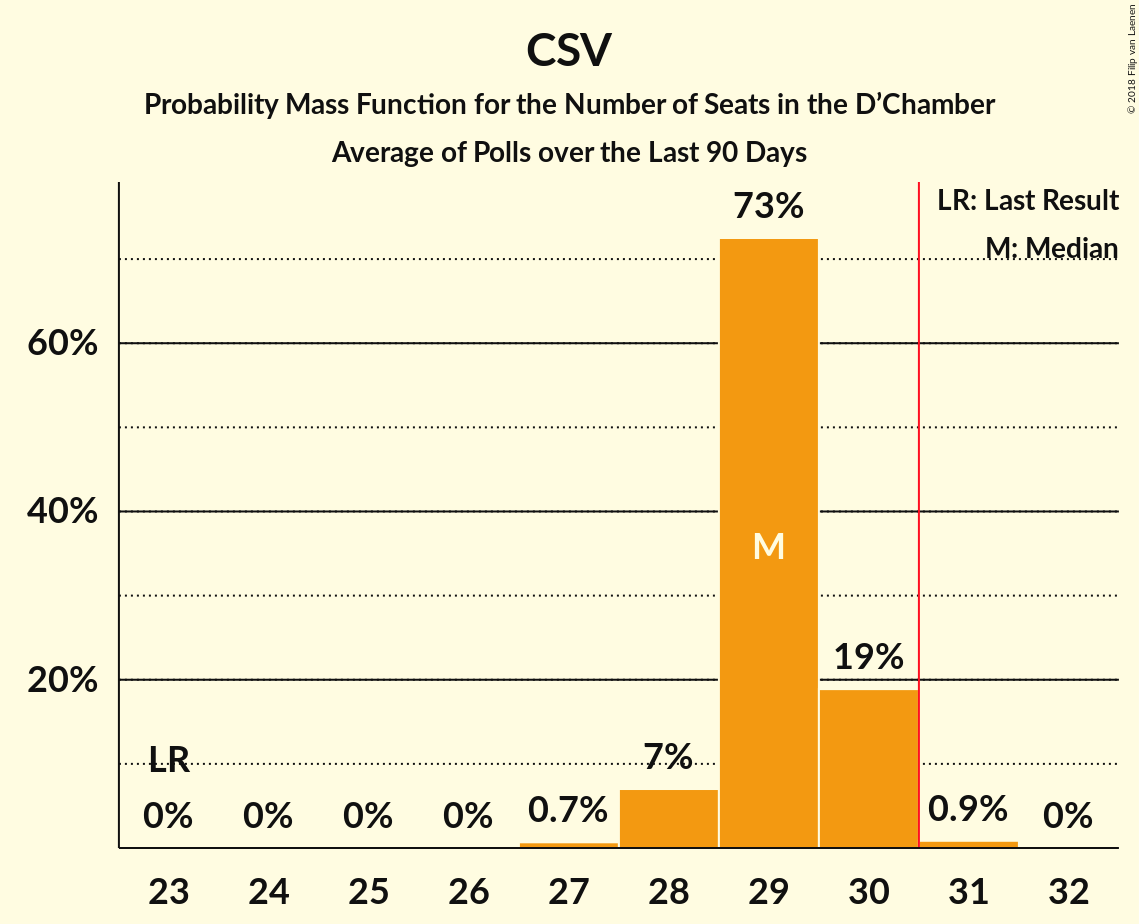 CSV
Probability Mass Function for the Number of Seats in the D’Chamber
Average of Polls over the Last 90 Days
© 2018 Filip van Laenen
LR: Last Result
M: Median
73%
60%
40%
M
20%
19%
LR
7%
0%
0%
0%
0%
0.7%
0.9%
0%
23 24 25 26 27 28 29 30 31 32